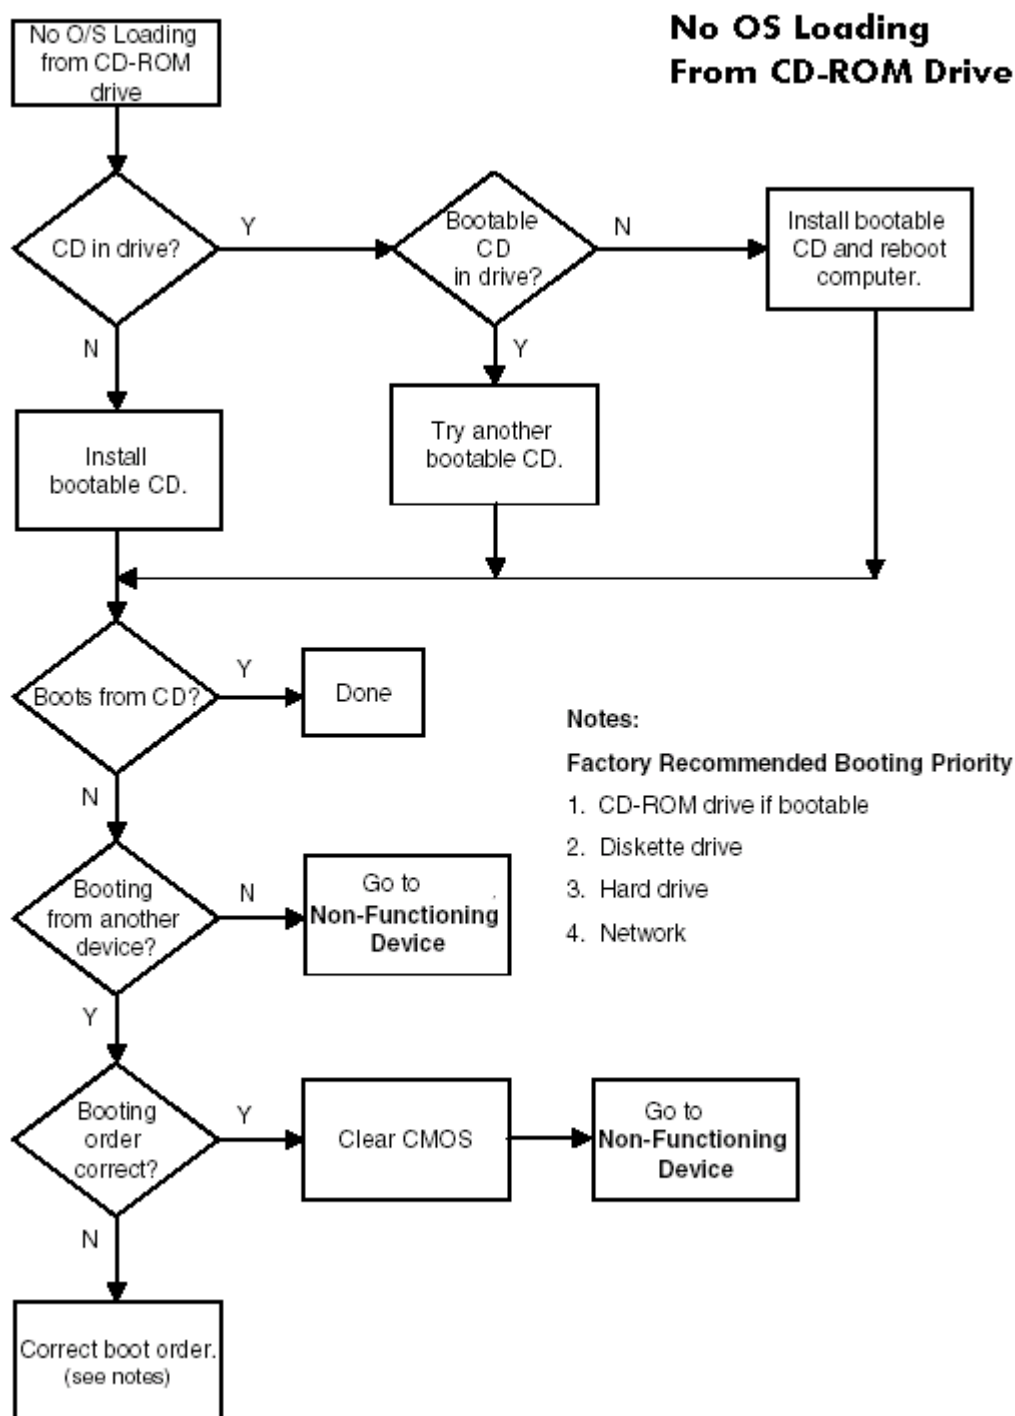 No OS Loading
From CD-ROM Drive
No O/S Loading
from CD-ROM
drive
CD in drive?
Y
Bootable
CD
in drive?
N
Install bootable
CD and reboot
computer.
N
Y
Install
bootable CD.
Try another
bootable CD.
Boots from CD?
Y
Done
N
Notes:
Factory Recommended Booting Priority
1. CD-ROM drive if bootable
2. Diskette drive
3. Hard drive
4. Network
Booting
from another
device?
N
Go to
Non-Functioning
Device
Y
Booting
order
correct?
Y
Clear CMOS
Go to
Non-Functioning
Device
N
Correct boot order.
(see notes)